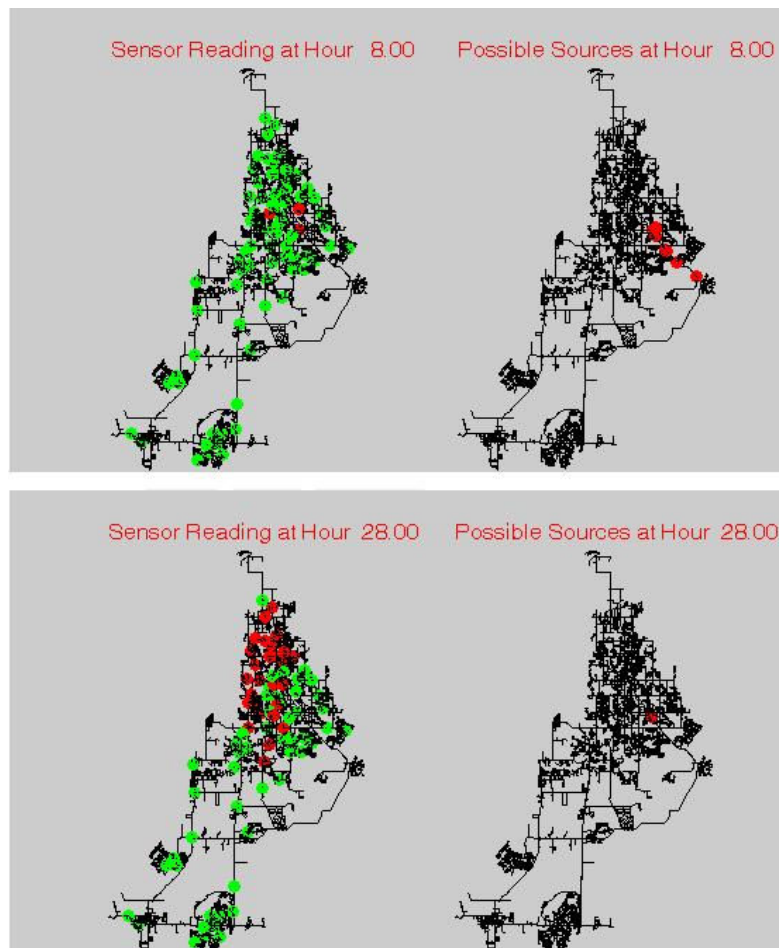 Sensor Reading at Hour 8.00
Possible Sources at Hour 8.00
Sensor Reading at Hour 28.00
Possible Sources at Hour 28.00